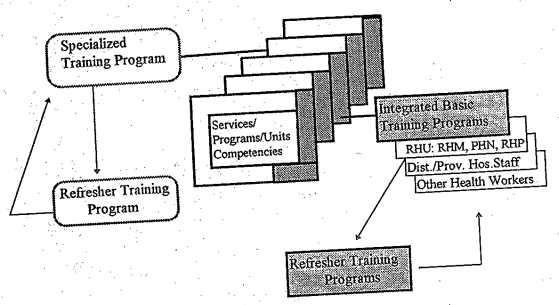 Specialized
Training Program
Services/
Programs/Units
Competencies
Integrated Basic
Training Programs
RHU: RHM, PHN, RHP
Dist./Prov. Hos.Staff
Other Health Workers
Refresher Training
Program
Refresher Training
Programs